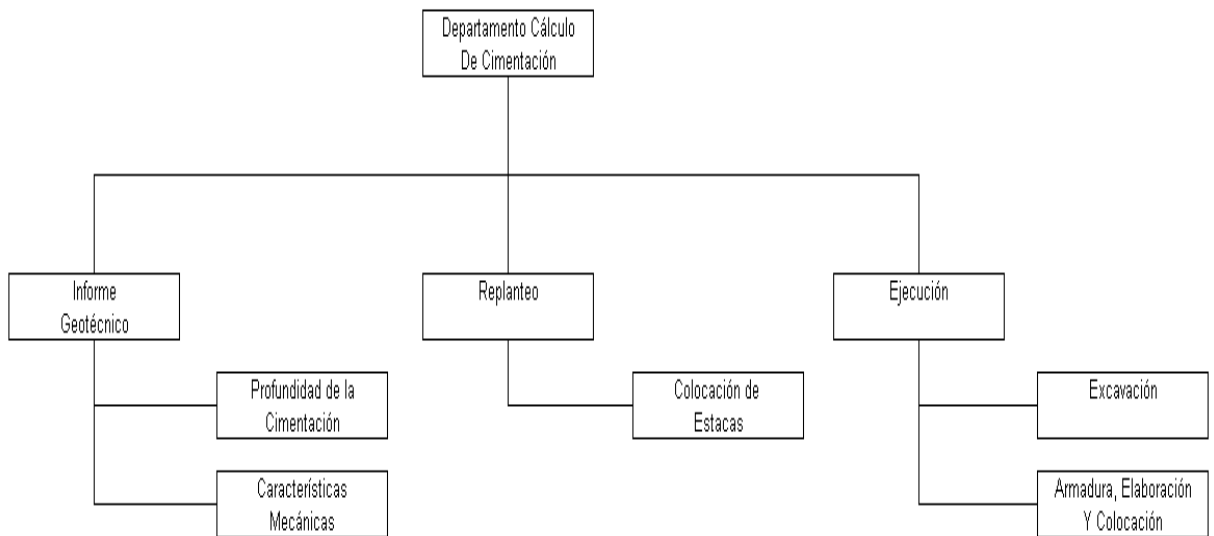 Departamento Cálculo
De Cimentación
Informe
Geotécnico
Replanteo
Ejecución
Profundidad de la
Cimentación
Colocación de
Estacas
Excavación
Características
Mecánicas
Armadura, Elaboración
Y Colocación